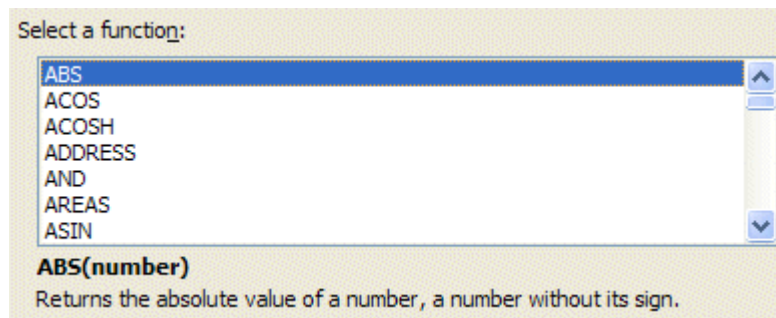 Select a function:
ABS
ACOS
ACOSH
ADDRESS
AND
AREAS
ASIN
ABS(number)
Returns the absolute value of a number, a number without its sign.